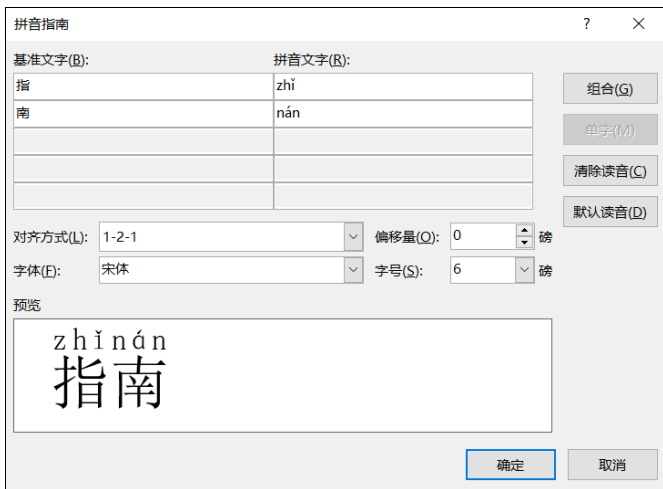 拼音指南 ? ×
基准文字(B): 拼音文字(R):
指 zhǐ 组合(G)
南 nán 单字(M)
清除读音(C)
默认读音(D)
对齐方式(L): 1-2-1 偏移量(O): 0 磅
字体(F): 宋体 字号(S): 6 磅
预览
zhǐnán
指南
确定 取消